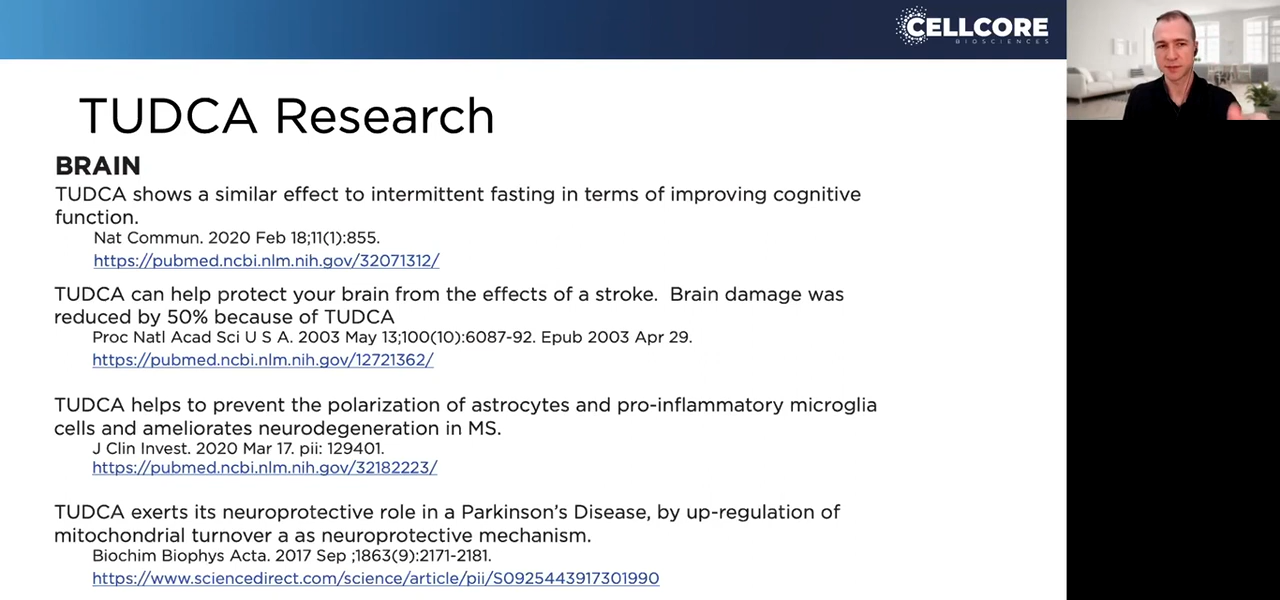 CELLCORE
BIOSCIENCES
TUDCA Research
BRAIN
TUDCA shows a similar effect to intermittent fasting in terms of improving cognitive
function.
Nat Commun. 2020 Feb 18;11(1):855.
https://pubmed.ncbi.nlm.nih.gov/32071312/
TUDCA can help protect your brain from the effects of a stroke.  Brain damage was
reduced by 50% because of TUDCA
Proc Natl Acad Sci U S A. 2003 May 13;100(10):6087-92. Epub 2003 Apr 29.
https://pubmed.ncbi.nlm.nih.gov/12721362/
TUDCA helps to prevent the polarization of astrocytes and pro-inflammatory microglia
cells and ameliorates neurodegeneration in MS.
J Clin Invest. 2020 Mar 17. pii: 129401.
https://pubmed.ncbi.nlm.nih.gov/32182223/
TUDCA exerts its neuroprotective role in a Parkinson's Disease, by up-regulation of
mitochondrial turnover a as neuroprotective mechanism.
Biochim Biophys Acta. 2017 Sep ;1863(9):2171-2181.
https://www.sciencedirect.com/science/article/pii/S0925443917301990